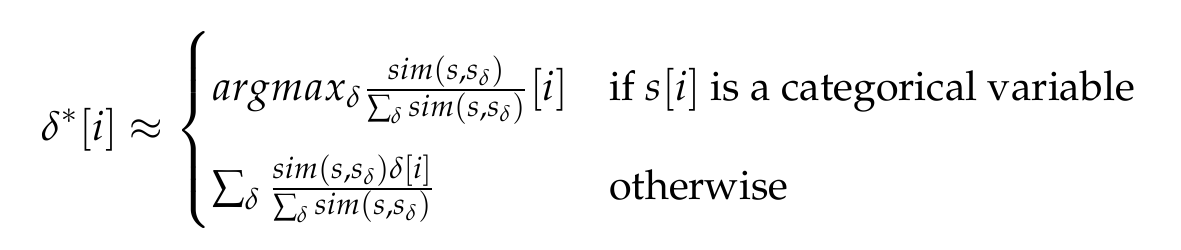 δ*[i] ≈ { argmax_δ sim(s,s_δ) / ∑_δ sim(s,s_δ) [i] if s[i] is a categorical variable
∑_δ sim(s,s_δ)δ[i] / ∑_δ sim(s,s_δ) otherwise